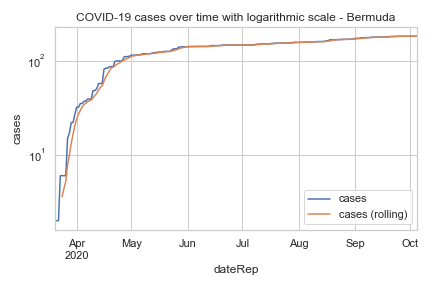 COVID-19 cases over time with logarithmic scale - Bermuda
10²
10¹
cases
cases
cases (rolling)
Apr May Jun Jul Aug Sep Oct
2020
dateRep